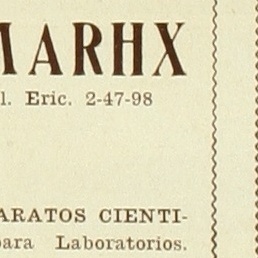 MARHX
l. Eric. 2-47-98
ARATOS CIENTI-
para Laboratorios.